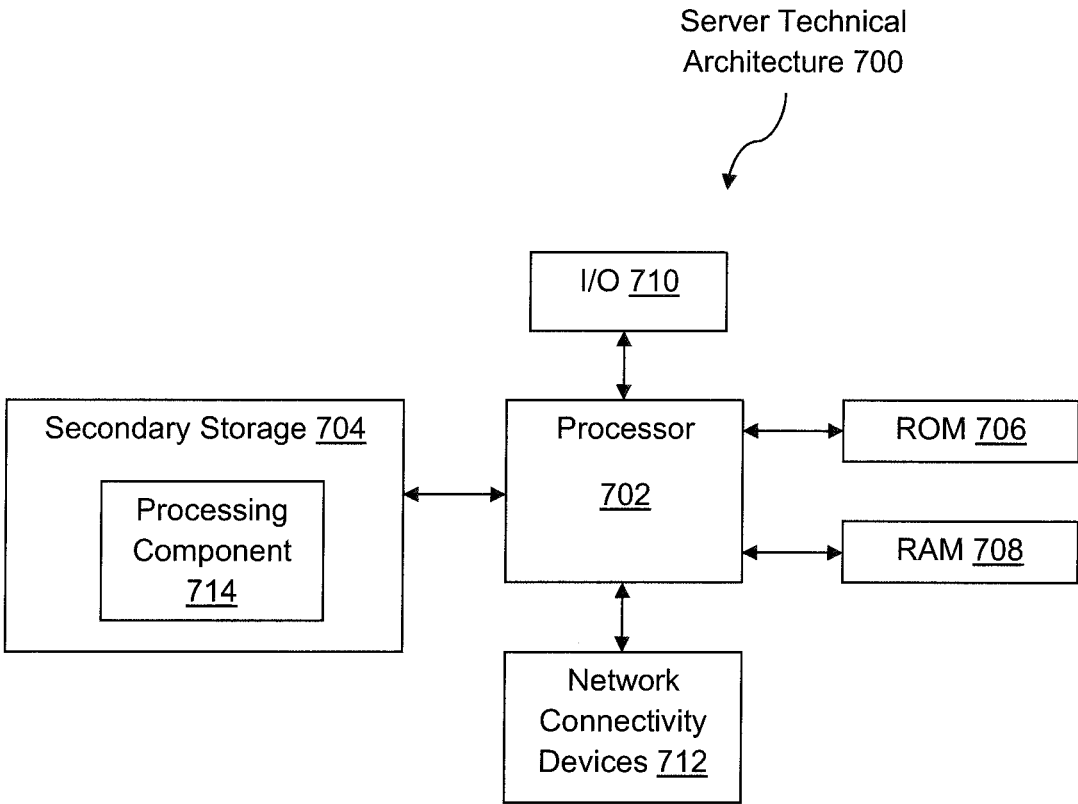 Server Technical
Architecture 700
I/O 710
Secondary Storage 704
Processing
Component
714
Processor
702
ROM 706
RAM 708
Network
Connectivity
Devices 712